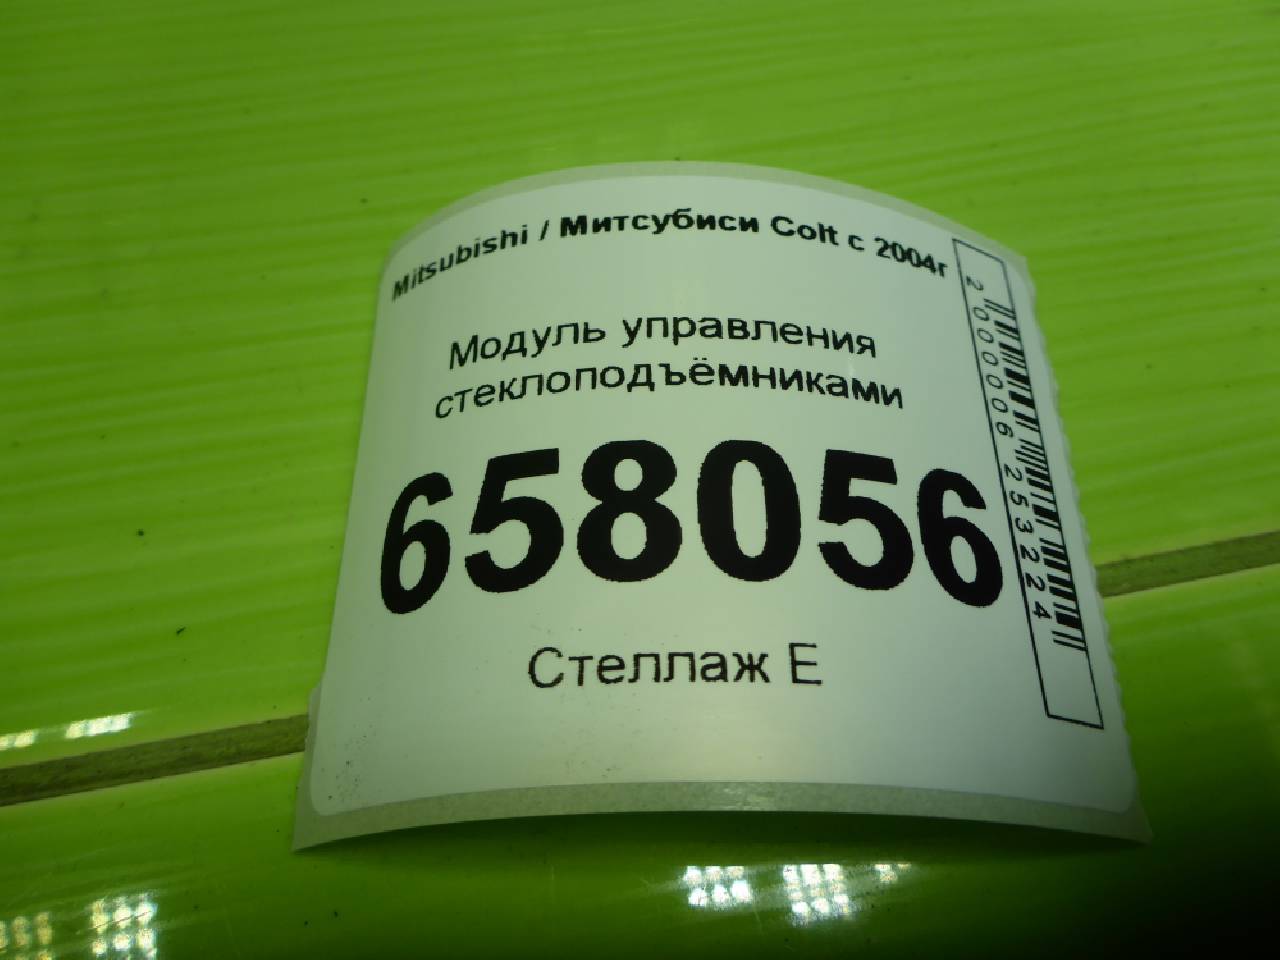 Mitsubishi / Митсубиси Colt с 2004г
Модуль управления
стеклоподъёмниками
658056
Стеллаж Е
2000006253224